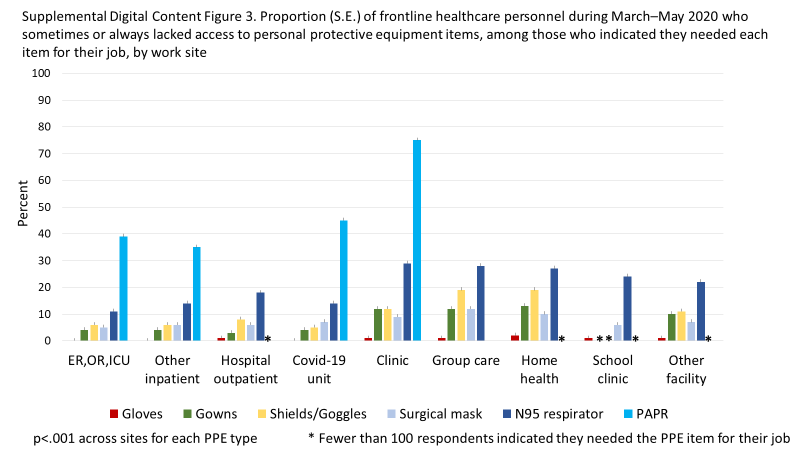 Supplemental Digital Content Figure 3. Proportion (S.E.) of frontline healthcare personnel during March–May 2020 who
sometimes or always lacked access to personal protective equipment items, among those who indicated they needed each
item for their job, by work site
100
90
80
70
60
50
40
30
20
10
0
Percent
* * * * * *
ER,OR,ICU Other inpatient Hospital outpatient Covid-19 unit Clinic Group care Home health School clinic Other facility
Gloves Gowns Shields/Goggles Surgical mask N95 respirator PAPR
p<.001 across sites for each PPE type * Fewer than 100 respondents indicated they needed the PPE item for their job